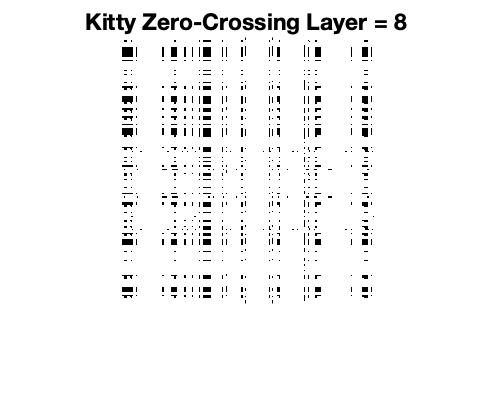 Kitty Zero-Crossing Layer = 8